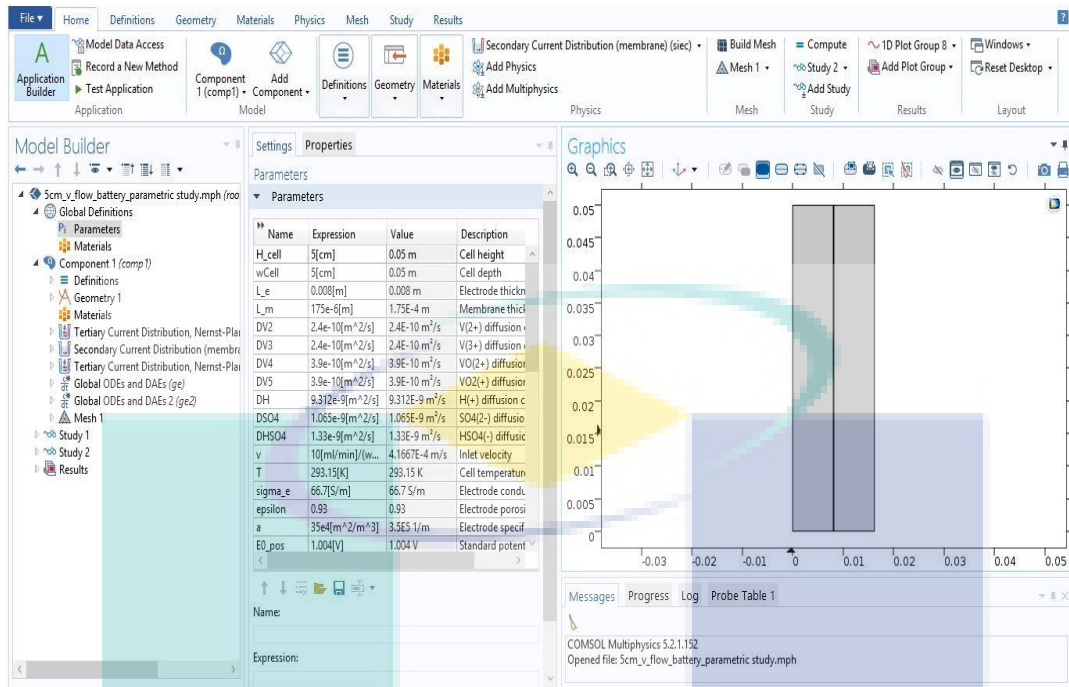 File ▾ Home Definitions Geometry Materials Physics Mesh Study Results
Application Builder
Model Data Access
Record a New Method
Test Application
Application
Component 1 (comp1) ▾
Add Component ▾
Model
Definitions
Geometry
Materials
Secondary Current Distribution (membrane) (siec) ▾
Add Physics
Add Multiphysics
Physics
Build Mesh
Mesh 1 ▾
Mesh
= Compute
Study 2 ▾
Add Study
Study
1D Plot Group 8 ▾
Add Plot Group ▾
Results
Windows ▾
Reset Desktop ▾
Layout
Model Builder
5cm_v_flow_battery_parametric study.mph (roo
Global Definitions
Pi Parameters
Materials
Component 1 (comp1)
Definitions
Geometry 1
Materials
Tertiary Current Distribution, Nernst-Plan
Secondary Current Distribution (membra
Tertiary Current Distribution, Nernst-Plan
Global ODEs and DAEs (ge)
Global ODEs and DAEs 2 (ge2)
Mesh 1
Study 1
Study 2
Results
Settings Properties
Parameters
▾ Parameters
Name Expression Value Description
H_cell 5[cm] 0.05 m Cell height
wCell 5[cm] 0.05 m Cell depth
L_e 0.008[m] 0.008 m Electrode thickn
L_m 175e-6[m] 1.75E-4 m Membrane thick
DV2 2.4e-10[m^2/s] 2.4E-10 m²/s V(2+) diffusion
DV3 2.4e-10[m^2/s] 2.4E-10 m²/s V(3+) diffusion
DV4 3.9e-10[m^2/s] 3.9E-10 m²/s VO(2+) diffusion
DV5 3.9e-10[m^2/s] 3.9E-10 m²/s VO2(+) diffusion
DH 9.312e-9[m^2/s] 9.312E-9 m²/s H(+) diffusion c
DSO4 1.065e-9[m^2/s] 1.065E-9 m²/s SO4(2-) diffusio
DHSO4 1.33e-9[m^2/s] 1.33E-9 m²/s HSO4(-) diffusic
v 10[ml/min]/(w... 4.1667E-4 m/s Inlet velocity
T 293.15[K] 293.15 K Cell temperature
sigma_e 66.7[S/m] 66.7 S/m Electrode condu
epsilon 0.93 0.93 Electrode porosi
a 35e4[m^2/m^3] 3.5E5 1/m Electrode specif
E0_pos 1.004[V] 1.004 V Standard potent
Name:
Expression:
Graphics
0.05
0.045
0.04
0.035
0.03
0.025
0.02
0.015
0.01
0.005
0
-0.03 -0.02 -0.01 0 0.01 0.02 0.03 0.04 0.05
Messages Progress Log Probe Table 1
COMSOL Multiphysics 5.2.1.152
Opened file: 5cm_v_flow_battery_parametric study.mph